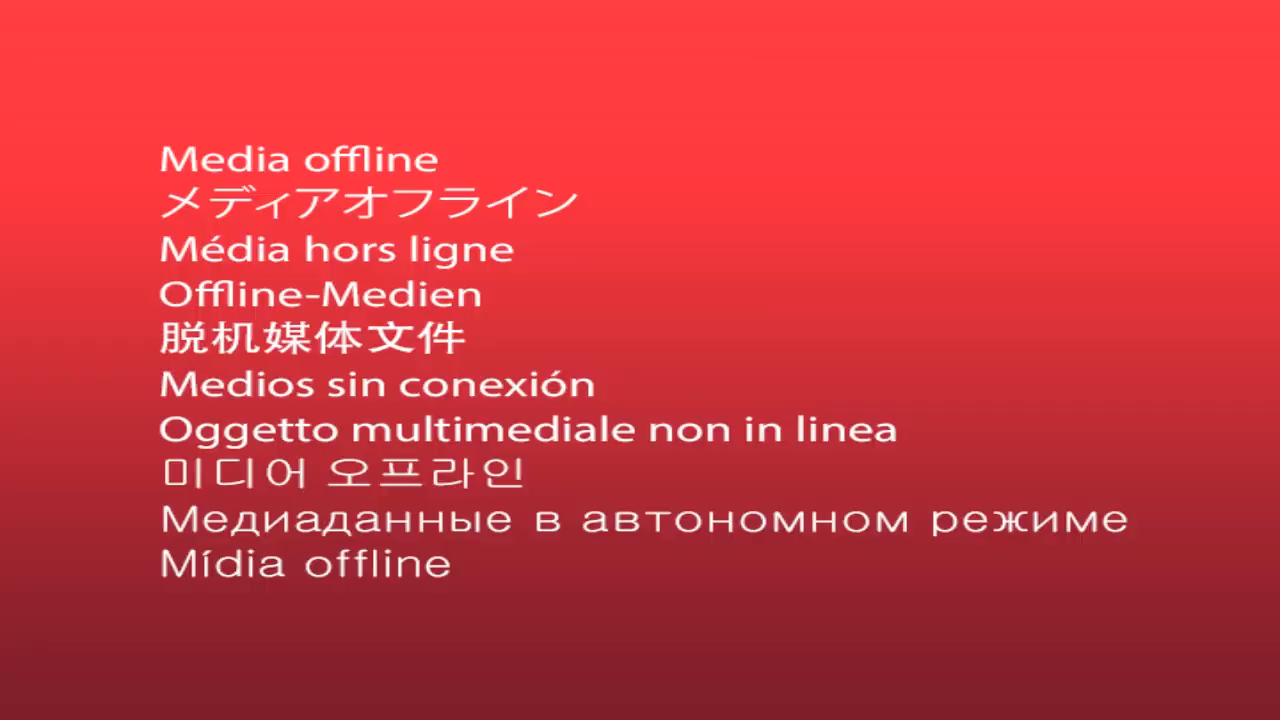 Media offline
メディアオフライン
Média hors ligne
Offline-Medien
脱机媒体文件
Medios sin conexión
Oggetto multimediale non in linea
미디어 오프라인
Медиаданные в автономном режиме
Mídia offline